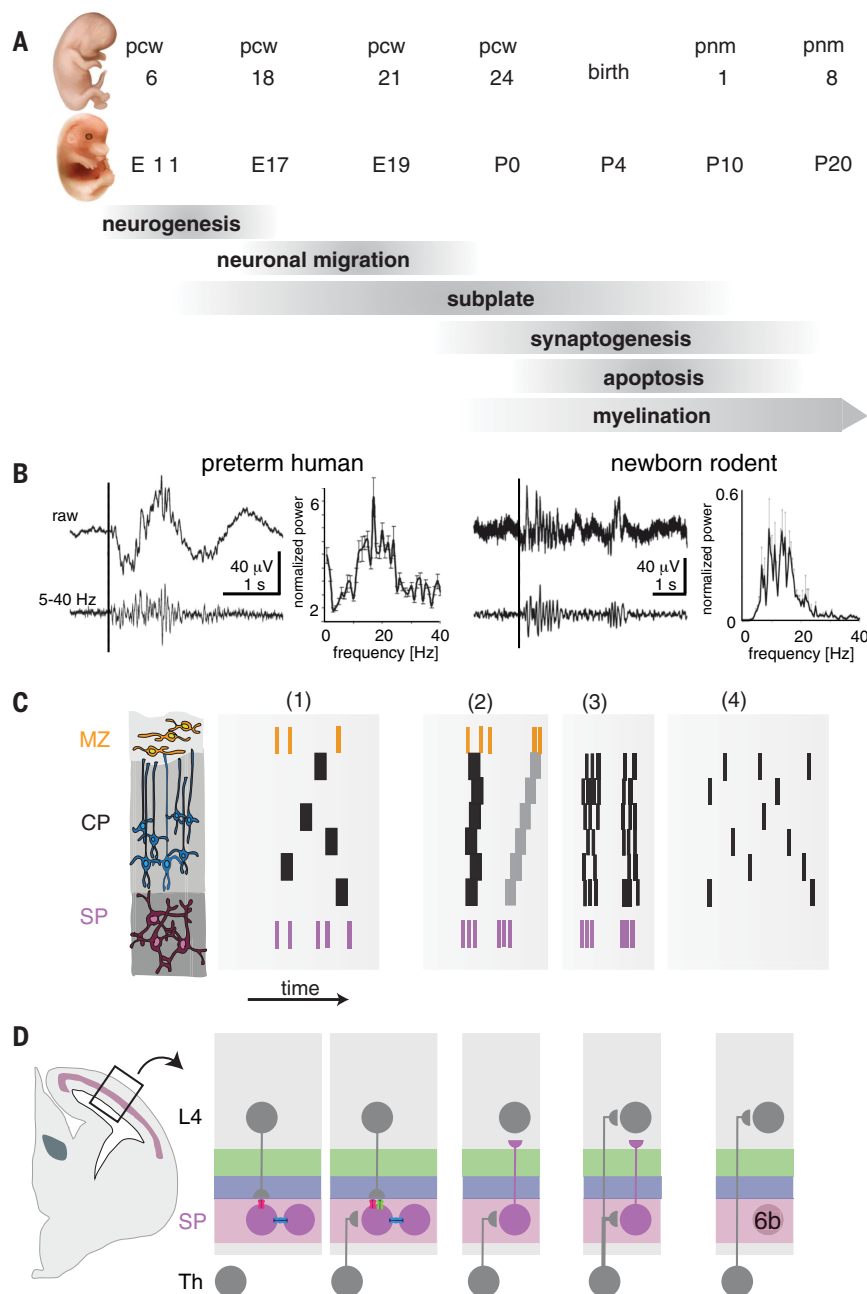 A
pcw pcw pcw pcw birth pnm pnm
6 18 21 24 1 8
E 1 1 E17 E19 P0 P4 P10 P20
neurogenesis
neuronal migration
subplate
synaptogenesis
apoptosis
myelination
B
preterm human
raw
5-40 Hz
40 μV
1 s
normalized power
6
2
0 20 40
frequency [Hz]
newborn rodent
40 μV
1 s
normalized power
0.6
0
0 20 40
frequency [Hz]
C
(1) (2) (3) (4)
MZ
CP
SP
time
D
L4
SP
6b
Th